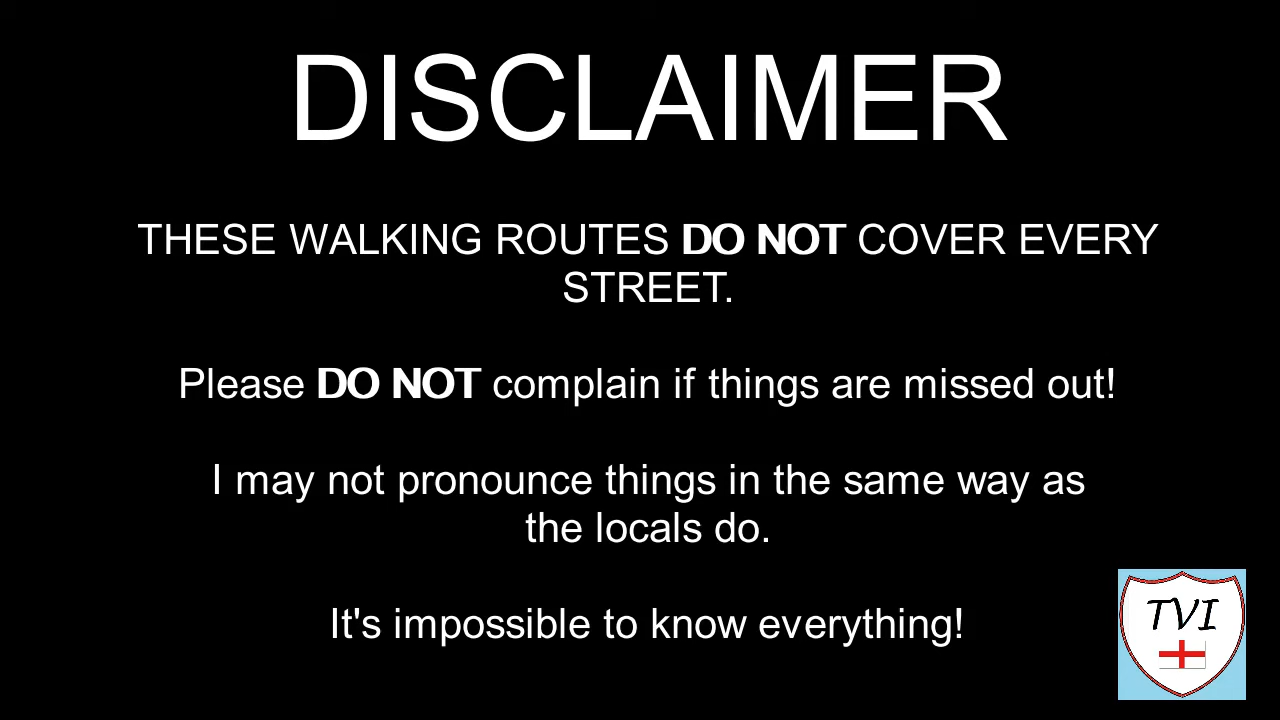 DISCLAIMER
THESE WALKING ROUTES DO NOT COVER EVERY
STREET.
Please DO NOT complain if things are missed out!
I may not pronounce things in the same way as
the locals do.
It's impossible to know everything!
TVI